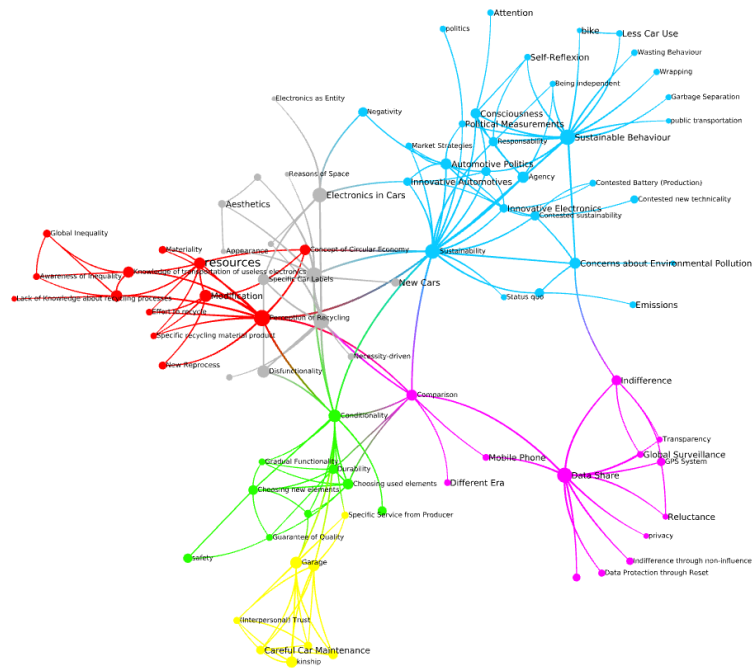 Attention
politics
bike
Less Car Use
Wasting Behaviour
Self-Reflexion
Wrapping
Being independent
Electronics as Entity
Garbage Separation
Negativity
Consciousness
Political Measurements
public transportation
Sustainable Behaviour
Responsability
Market Strategies
Automotive Politics
Reasons of Space
Agency
Innovative Automotives
Contested Battery (Production)
Electronics in Cars
Contested new technicality
Aesthetics
Innovative Electronics
Contested sustainability
Global Inequality
Materiality
Appearance
Concept of Circular Economy
Sustainability
resources
Concerns about Environmental Pollution
Knowledge of transportation of useless electronics
Awareness of Inequality
Specific Car Labels
New Cars
Lack of Knowledge about recycling processes
Modification
Status quo
Emissions
Effort to recycle
Perception of Recycling
Specific recycling material product
Necessity-driven
New Reprocess
Disfunctionality
Indifference
Comparison
Conditionality
Transparency
Global Surveillance
Mobile Phone
GPS System
Gradual Functionality
Durability
Data Share
Different Era
Choosing new elements
Choosing used elements
Specific Service from Producer
Reluctance
Guarantee of Quality
privacy
safety
Garage
Indifference through non-influence
Data Protection through Reset
(Interpersonal) Trust
Careful Car Maintenance
kinship